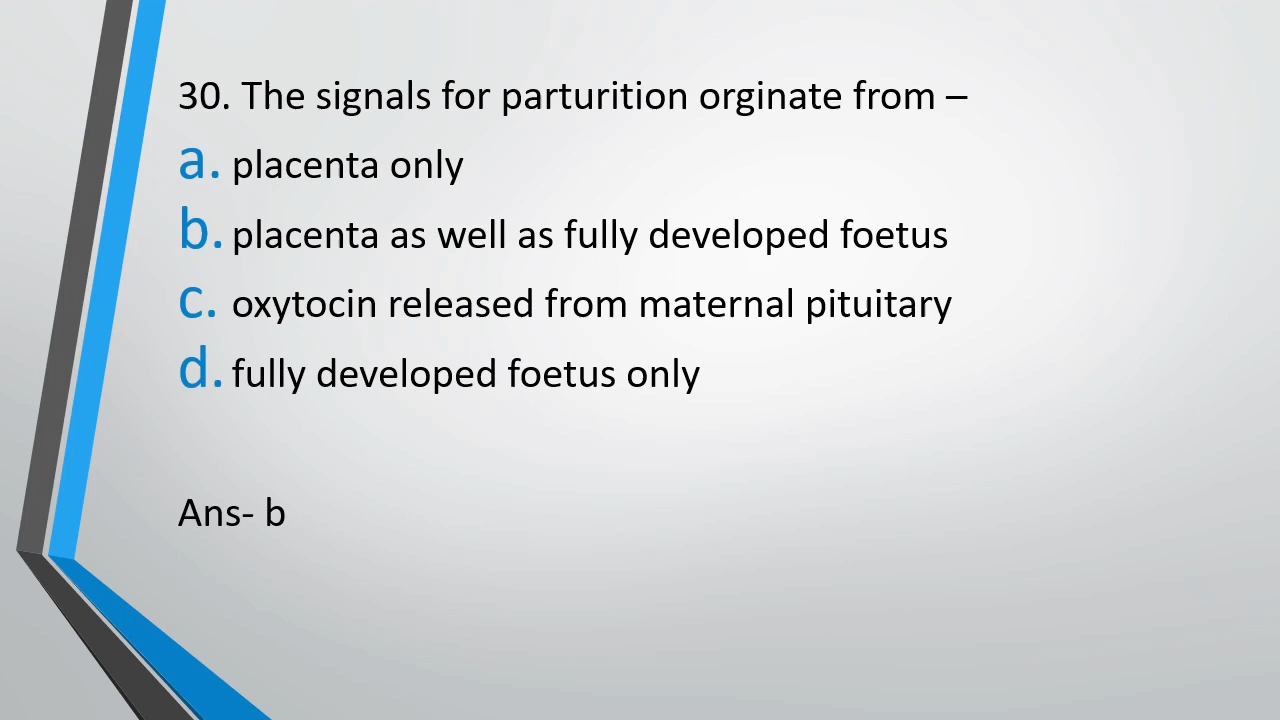 30. The signals for parturition orginate from –
a. placenta only
b. placenta as well as fully developed foetus
c. oxytocin released from maternal pituitary
d. fully developed foetus only
Ans- b